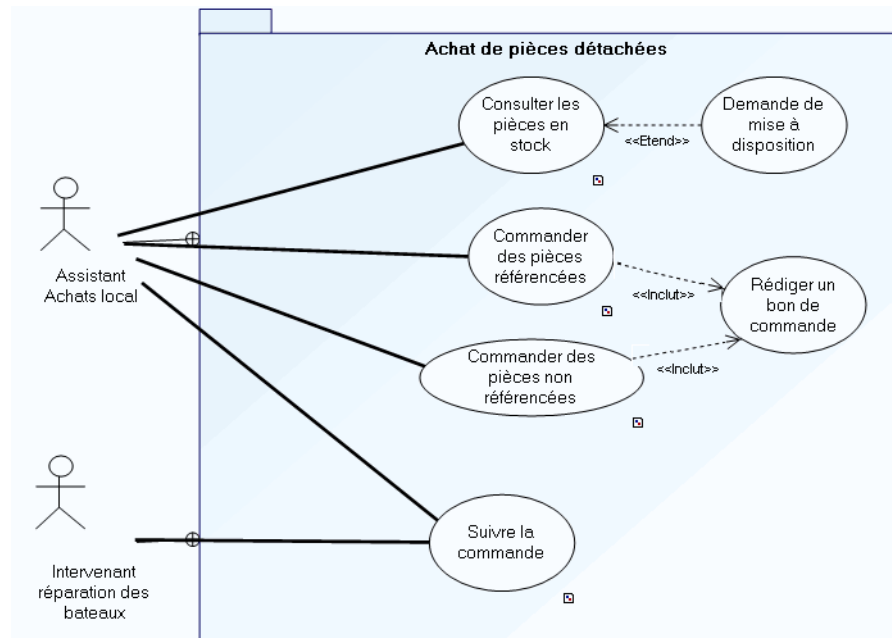 Achat de pièces détachées
Consulter les
pièces en
stock
<<Etend>>
Demande de
mise à
disposition
Assistant
Achats local
Commander
des pièces
référencées
<<Inclut>>
Rédiger un
bon de
commande
Commander des
pièces non
référencées
<<Inclut>>
Suivre la
commande
Intervenant
réparation des
bateaux